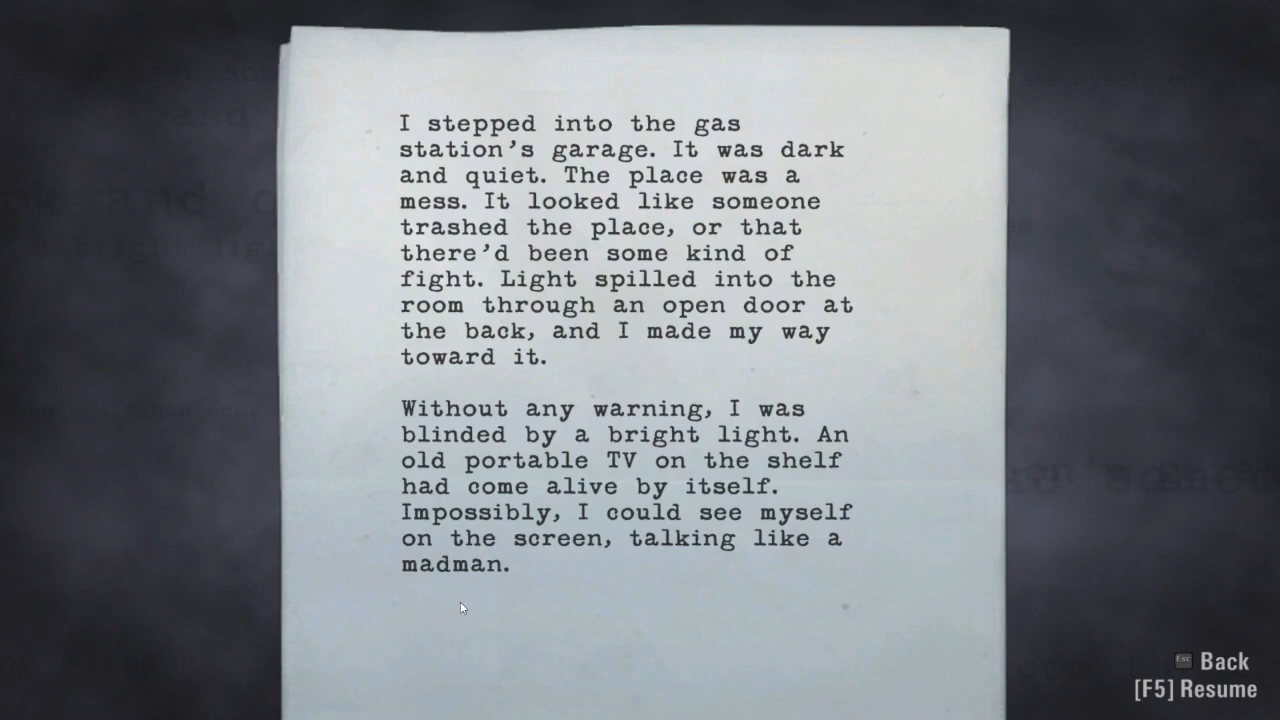 I stepped into the gas
station’s garage. It was dark
and quiet. The place was a
mess. It looked like someone
trashed the place, or that
there’d been some kind of
fight. Light spilled into the
room through an open door at
the back, and I made my way
toward it.
Without any warning, I was
blinded by a bright light. An
old portable TV on the shelf
had come alive by itself.
Impossibly, I could see myself
on the screen, talking like a
madman.
Esc Back
[F5] Resume